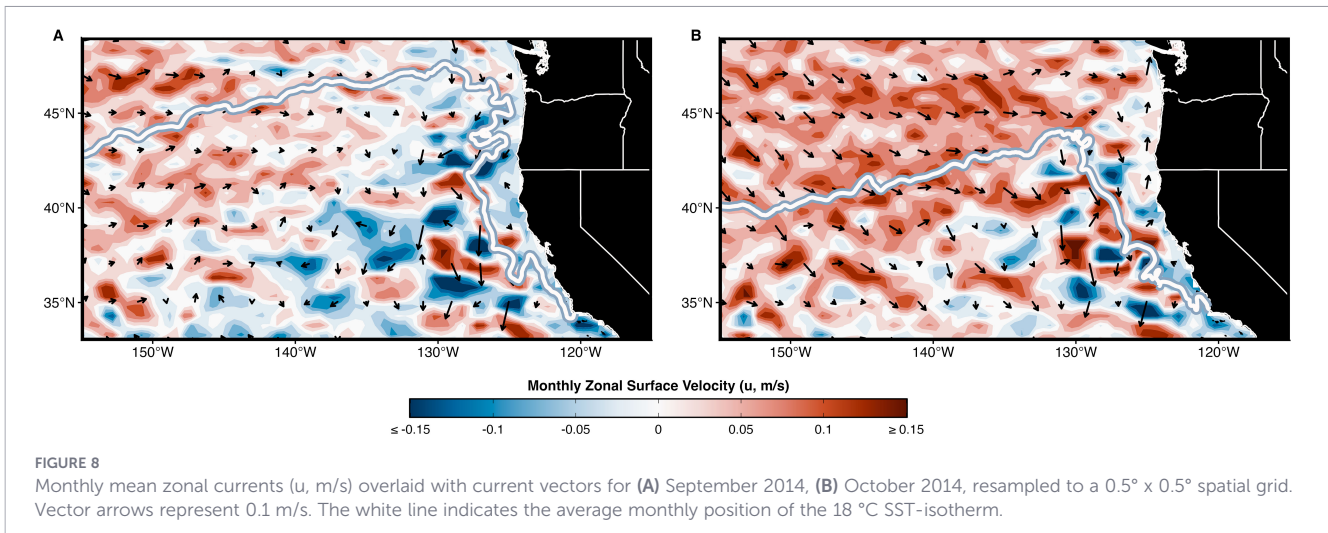 A
B
45°N
40°N
35°N
150°W
140°W
130°W
120°W
45°N
40°N
35°N
150°W
140°W
130°W
120°W
Monthly Zonal Surface Velocity (u, m/s)
≤ -0.15
-0.1
-0.05
0
0.05
0.1
≥ 0.15
FIGURE 8
Monthly mean zonal currents (u, m/s) overlaid with current vectors for (A) September 2014, (B) October 2014, resampled to a 0.5° x 0.5° spatial grid.
Vector arrows represent 0.1 m/s. The white line indicates the average monthly position of the 18 °C SST-isotherm.